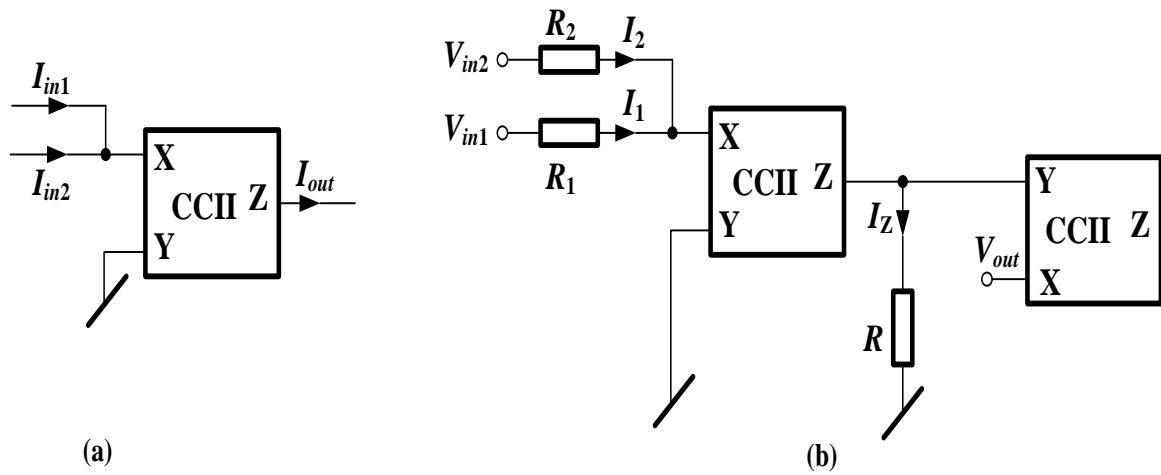 I_in1
I_in2
X
CCII
Z
Y
I_out
(a)
R_2
I_2
V_in2
V_in1
I_1
R_1
X
CCII
Z
Y
I_Z
R
Y
CCII
Z
V_out
X
(b)